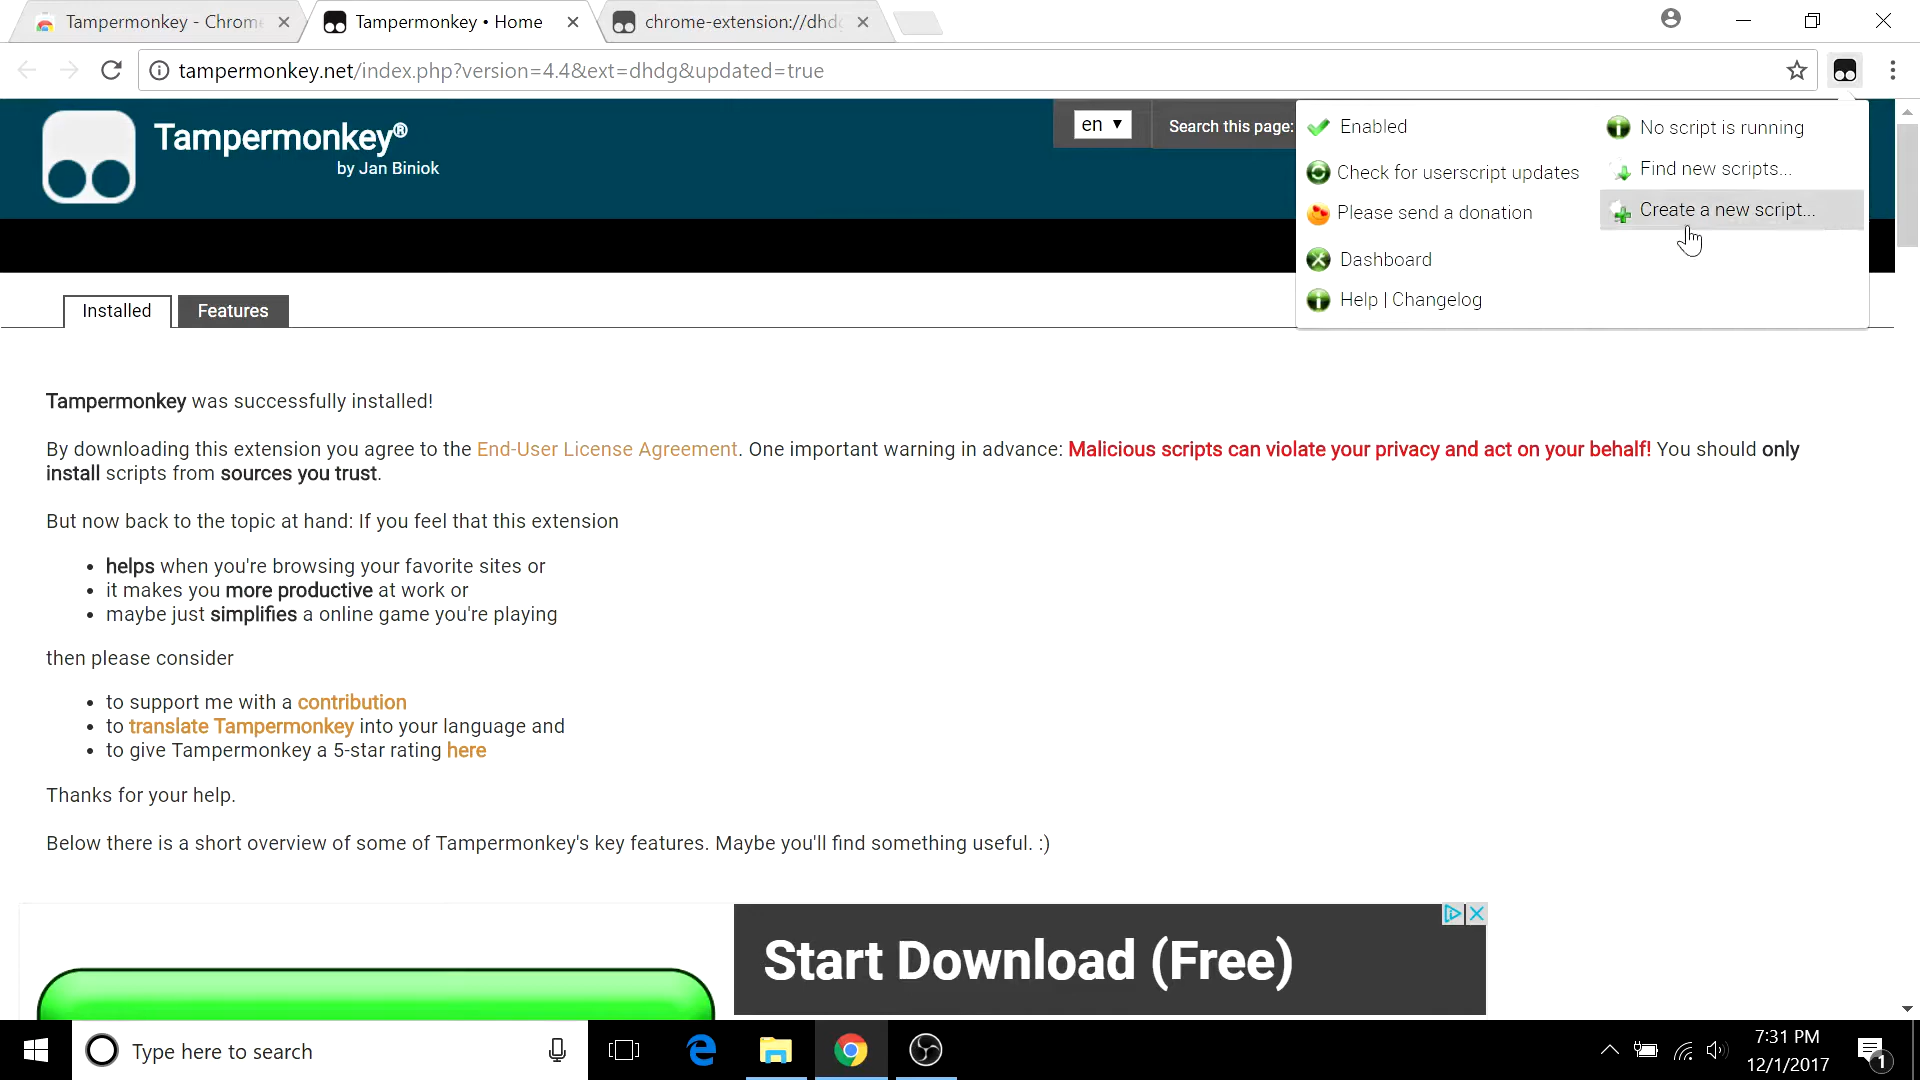 Tampermonkey - Chrom
Tampermonkey • Home
chrome-extension://dhd
tampermonkey.net/index.php?version=4.4&ext=dhdg&updated=true
Tampermonkey®
by Jan Biniok
en ▼
Search this page:
Enabled
Check for userscript updates
Please send a donation
Dashboard
Help | Changelog
No script is running
Find new scripts...
Create a new script...
Installed
Features
Tampermonkey was successfully installed!
By downloading this extension you agree to the End-User License Agreement. One important warning in advance: Malicious scripts can violate your privacy and act on your behalf! You should only
install scripts from sources you trust.
But now back to the topic at hand: If you feel that this extension
• helps when you're browsing your favorite sites or
• it makes you more productive at work or
• maybe just simplifies a online game you're playing
then please consider
• to support me with a contribution
• to translate Tampermonkey into your language and
• to give Tampermonkey a 5-star rating here
Thanks for your help.
Below there is a short overview of some of Tampermonkey's key features. Maybe you'll find something useful. :)
Start Download (Free)
Type here to search
7:31 PM
12/1/2017
1